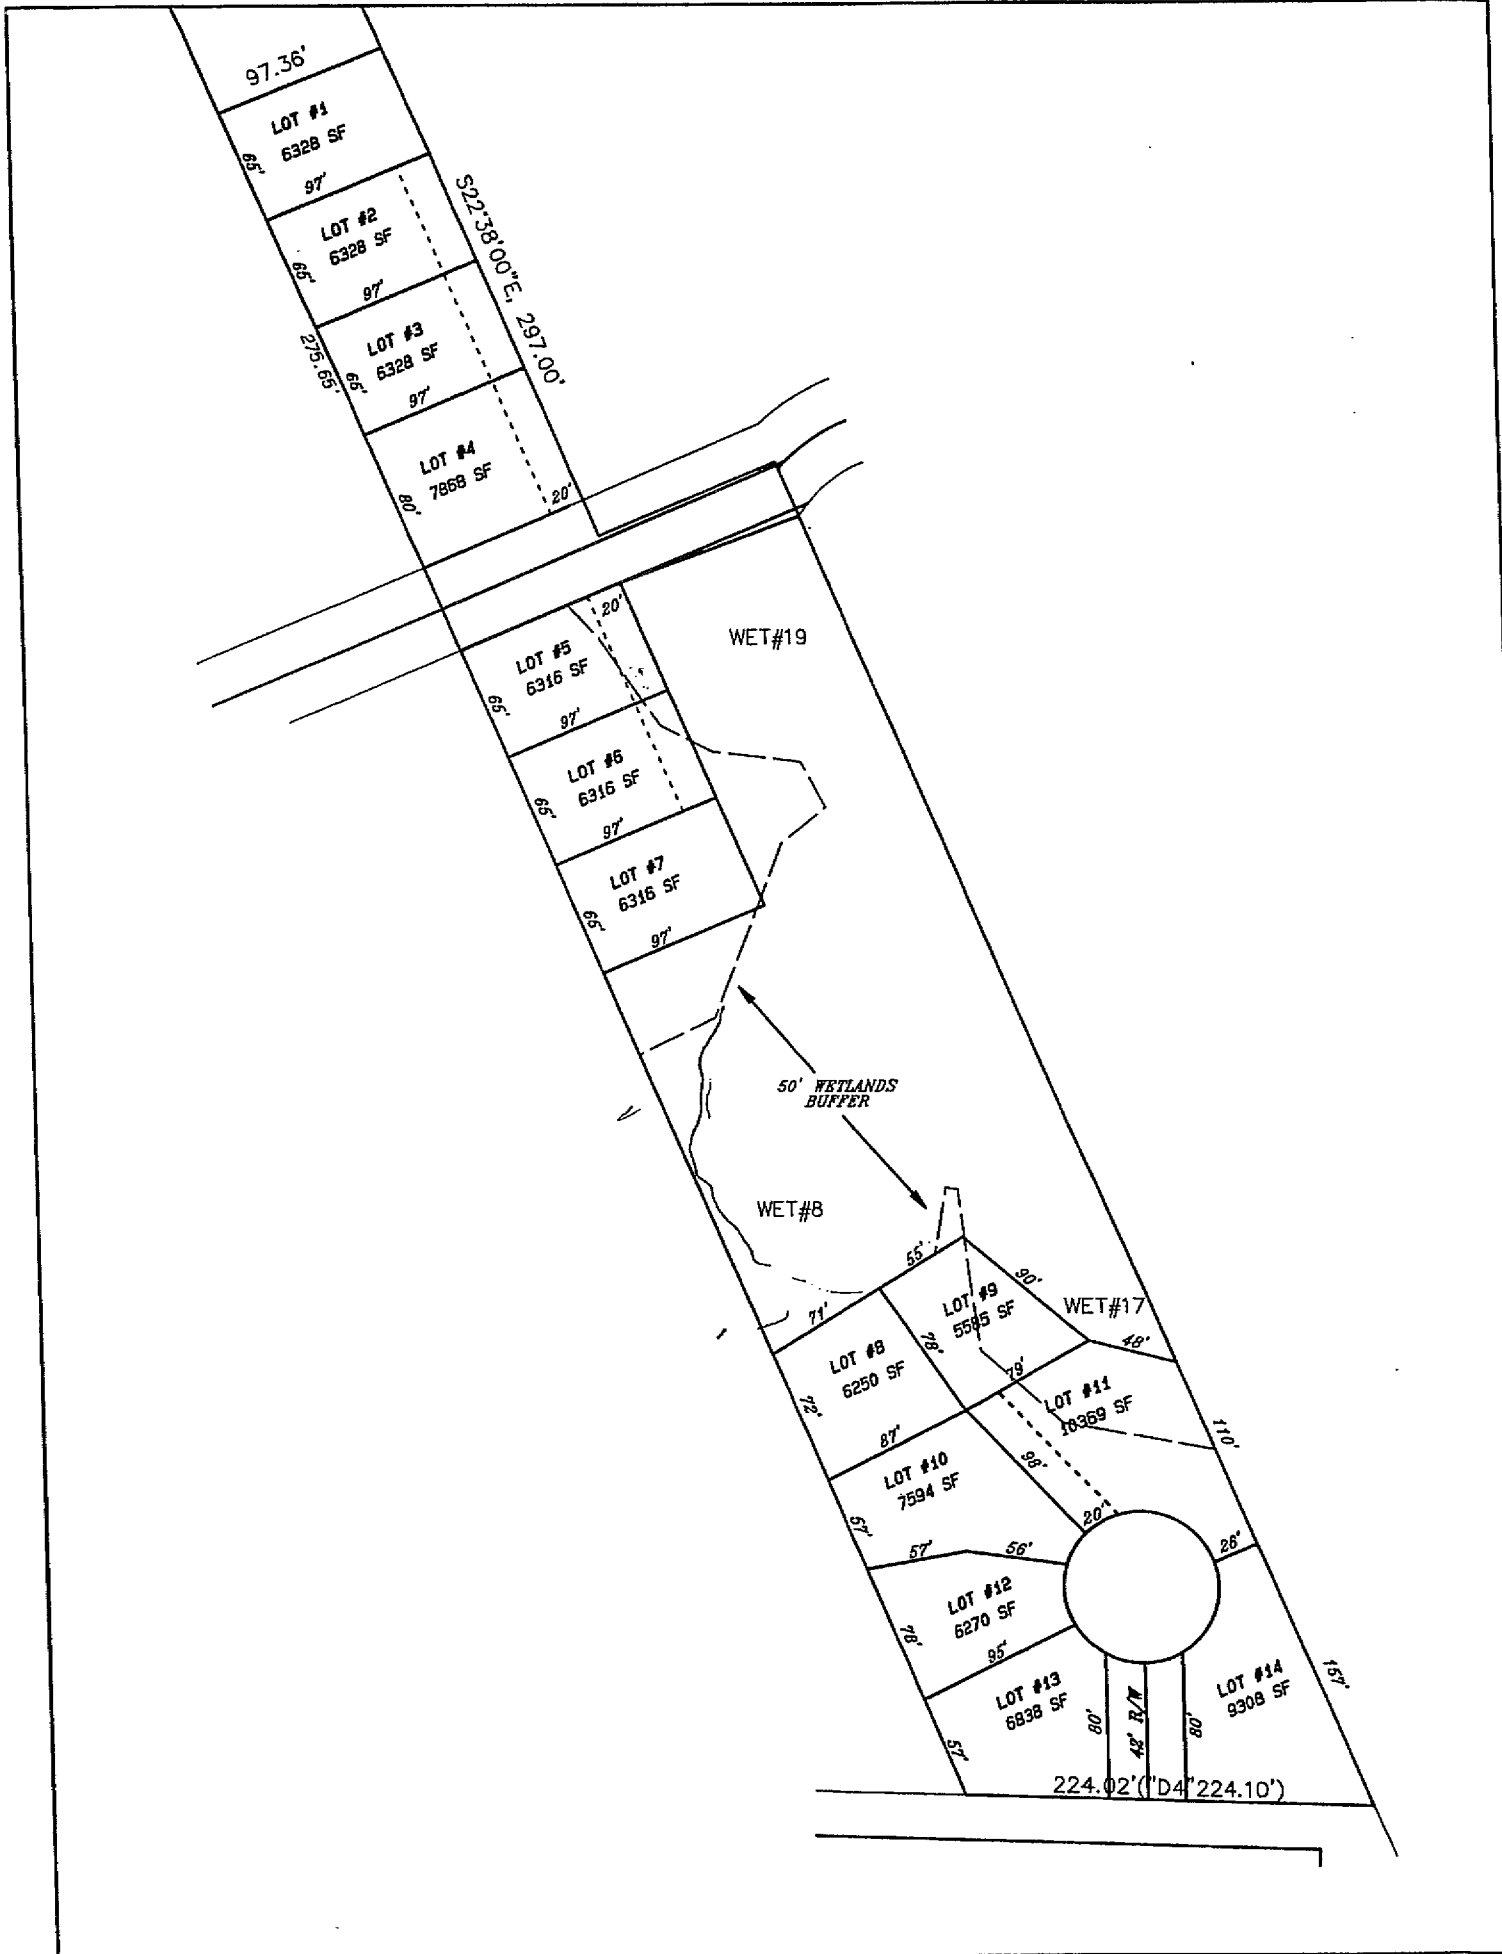 97.36'
LOT #1
6328 SF
65'
97'
S22°38'00"E, 297.00'
LOT #2
6328 SF
65'
97'
LOT #3
6328 SF
275.65'
65'
97'
LOT #4
7868 SF
80'
20'
20'
WET#19
LOT #5
6316 SF
65'
97'
LOT #6
6316 SF
65'
97'
LOT #7
6316 SF
65'
97'
50' WETLANDS
BUFFER
WET#8
55'
90'
WET#17
71'
LOT #9
5585 SF
78'
48'
LOT #8
6250 SF
79'
72'
LOT #11
10369 SF
110'
87'
98'
LOT #10
7594 SF
20'
57'
57'
56'
26'
LOT #12
6270 SF
78'
95'
LOT #13
6838 SF
80'
42' R/W
80'
LOT #14
9308 SF
157'
57'
224.02'("D4"224.10')